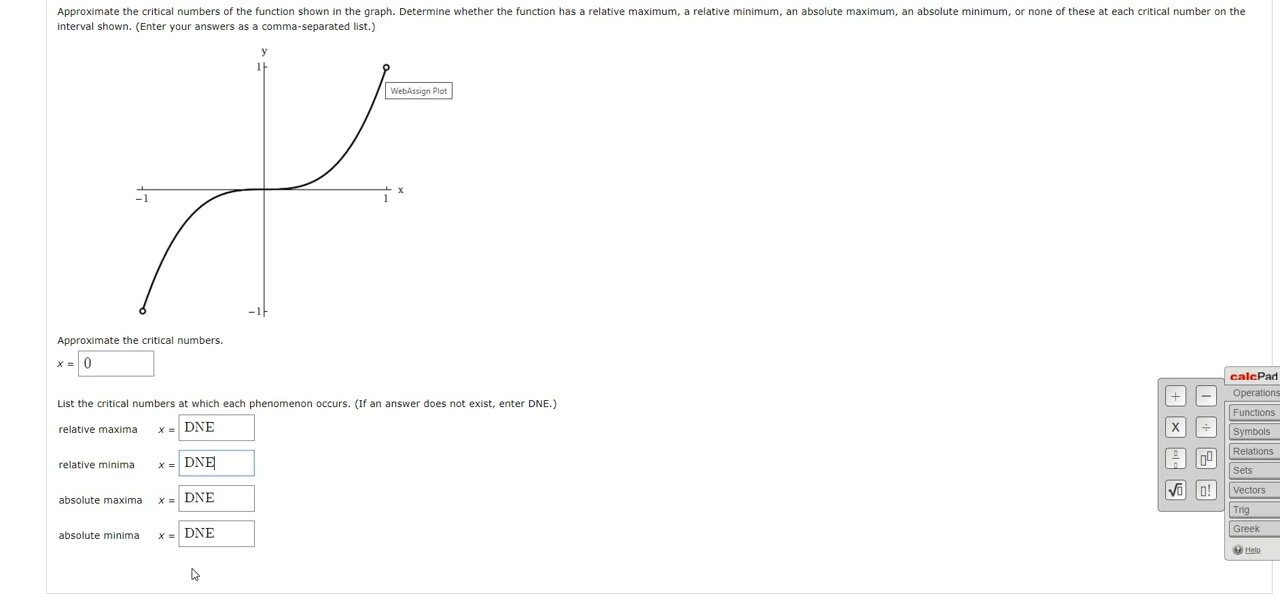 Approximate the critical numbers of the function shown in the graph. Determine whether the function has a relative maximum, a relative minimum, an absolute maximum, an absolute minimum, or none of these at each critical number on the
interval shown. (Enter your answers as a comma-separated list.)
y
1
WebAssign Plot
x
−1
1
−1
Approximate the critical numbers.
x = 0
List the critical numbers at which each phenomenon occurs. (If an answer does not exist, enter DNE.)
relative maxima x = DNE
relative minima x = DNE
absolute maxima x = DNE
absolute minima x = DNE
calcPad
Operations
Functions
Symbols
Relations
Sets
Vectors
Trig
Greek
Help
+ −
X ÷
▯/▯ ▯▯
√▯ ▯!